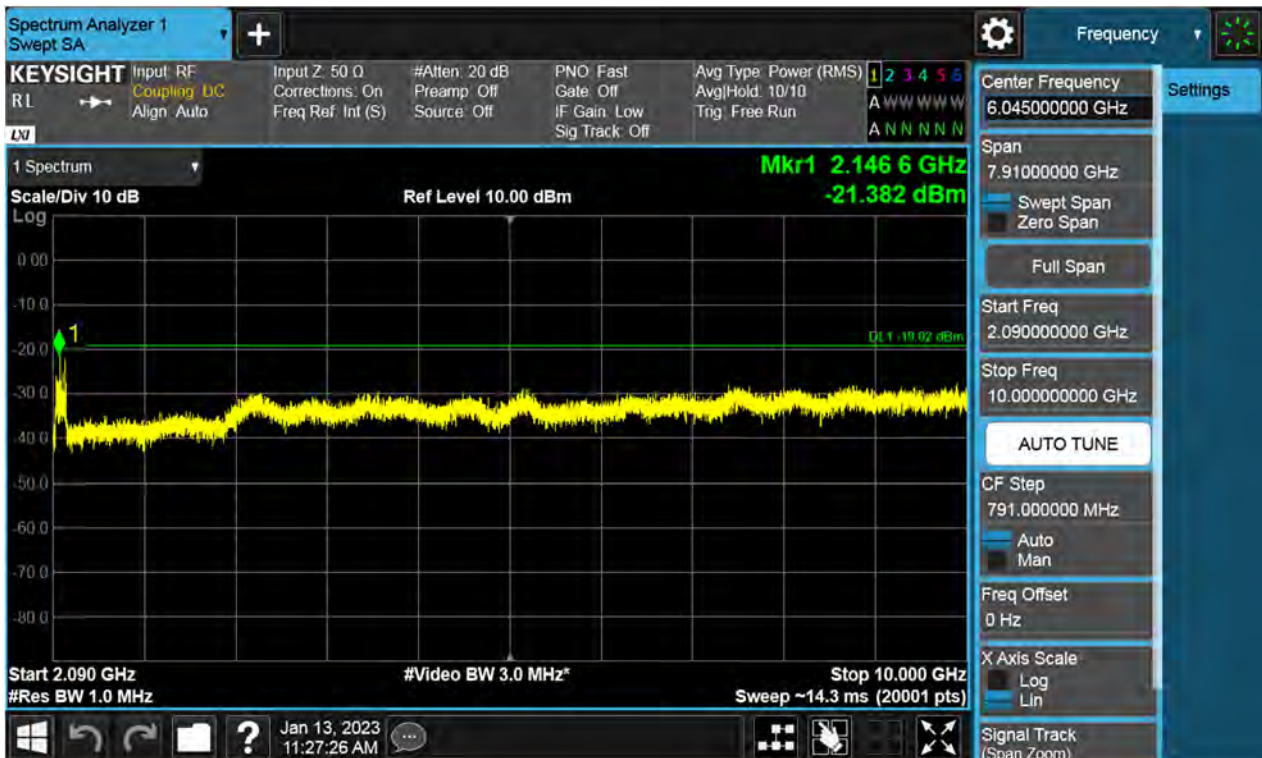 Spectrum Analyzer 1
Swept SA
+
Frequency
KEYSIGHT
RL
LXI
Input: RF
Coupling: DC
Align: Auto
Input Z: 50 Ω
Corrections: On
Freq Ref: Int (S)
#Atten: 20 dB
Preamp: Off
Source: Off
PNO: Fast
Gate: Off
IF Gain: Low
Sig Track: Off
Avg Type: Power (RMS)
Avg|Hold: 10/10
Trig: Free Run
1 2 3 4 5 6
A W W W W W
A N N N N N
1 Spectrum
Scale/Div 10 dB
Log
Ref Level 10.00 dBm
Mkr1 2.146 6 GHz
-21.382 dBm
0.00
-10.0
1
DL1 -19.02 dBm
-20.0
-30.0
-40.0
-50.0
-60.0
-70.0
-80.0
Start 2.090 GHz
#Res BW 1.0 MHz
#Video BW 3.0 MHz*
Stop 10.000 GHz
Sweep ~14.3 ms (20001 pts)
Center Frequency
6.045000000 GHz
Settings
Span
7.91000000 GHz
Swept Span
Zero Span
Full Span
Start Freq
2.090000000 GHz
Stop Freq
10.000000000 GHz
AUTO TUNE
CF Step
791.000000 MHz
Auto
Man
Freq Offset
0 Hz
X Axis Scale
Log
Lin
Signal Track
(Span Zoom)
?
Jan 13, 2023
11:27:26 AM